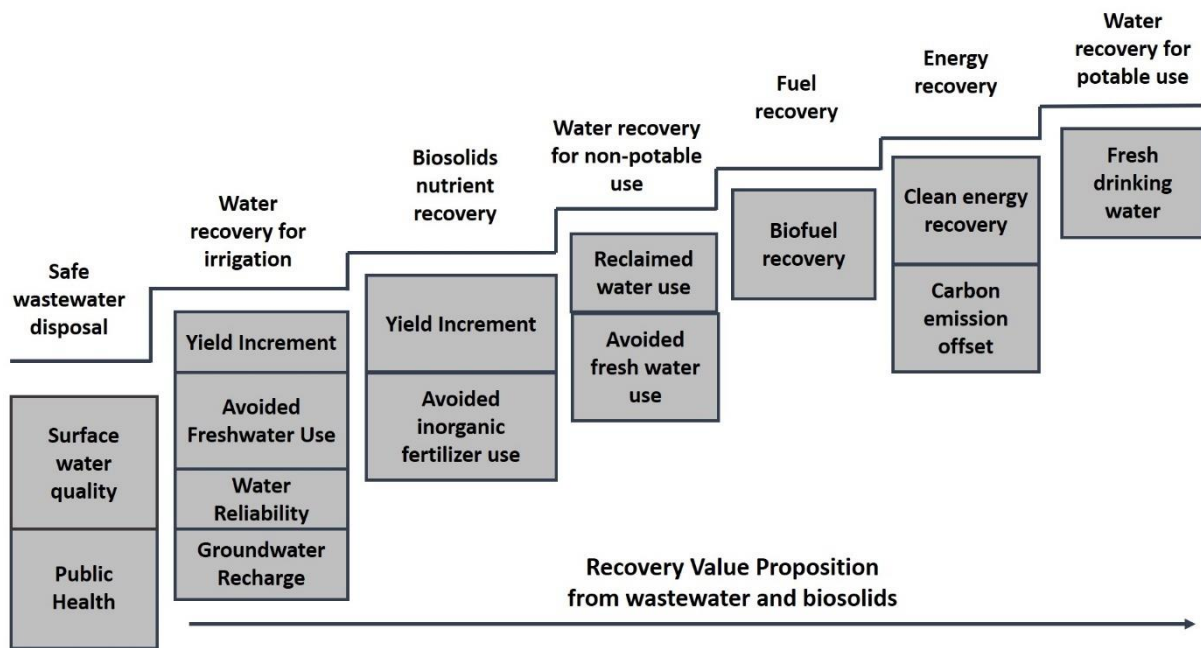 Safe
wastewater
disposal
Surface
water
quality
Public
Health
Water
recovery for
irrigation
Yield Increment
Avoided
Freshwater Use
Water
Reliability
Groundwater
Recharge
Biosolids
nutrient
recovery
Yield Increment
Avoided
inorganic
fertilizer use
Water recovery
for non-potable
use
Reclaimed
water use
Avoided
fresh water
use
Fuel
recovery
Biofuel
recovery
Energy
recovery
Clean energy
recovery
Carbon
emission
offset
Water
recovery for
potable use
Fresh
drinking
water
Recovery Value Proposition
from wastewater and biosolids